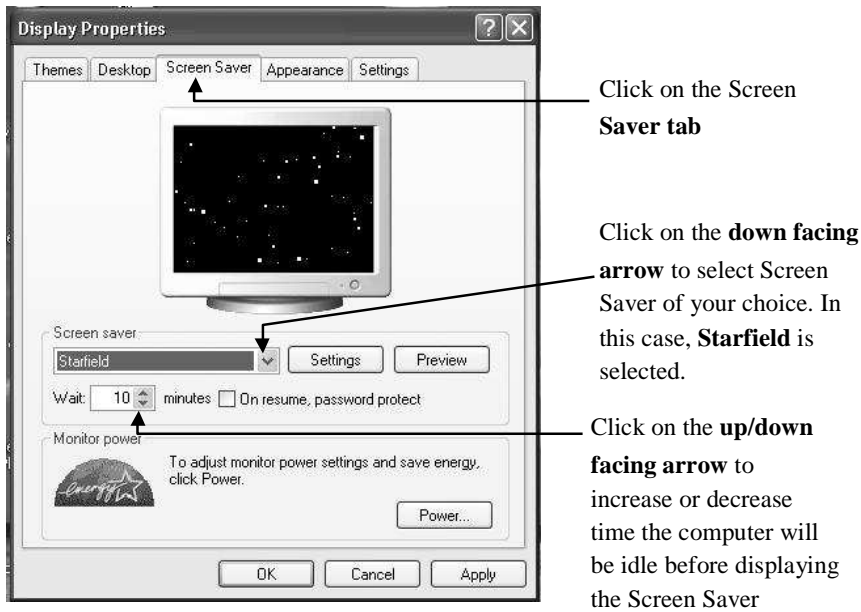 Display Properties
Themes Desktop Screen Saver Appearance Settings
Click on the Screen
Saver tab
Click on the down facing
arrow to select Screen
Saver of your choice. In
this case, Starfield is
selected.
Screen saver
Starfield Settings Preview
Wait: 10 minutes On resume, password protect
Click on the up/down
facing arrow to
increase or decrease
time the computer will
be idle before displaying
the Screen Saver
Monitor power
energy
To adjust monitor power settings and save energy,
click Power.
Power...
OK Cancel Apply